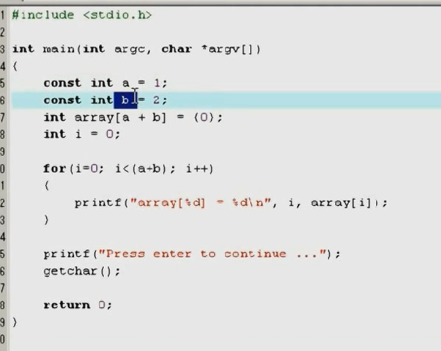 1 #include <stdio.h>
2
3 int main(int argc, char *argv[])
4 {
5 const int a = 1;
6 const int b = 2;
7 int array[a + b] = {0};
8 int i = 0;
9
0 for(i=0; i<(a+b); i++)
1 {
2 printf("array[%d] = %d\n", i, array[i]);
3 }
4
5 printf("Press enter to continue ...");
6 getchar();
7
8 return 0;
9 }
0